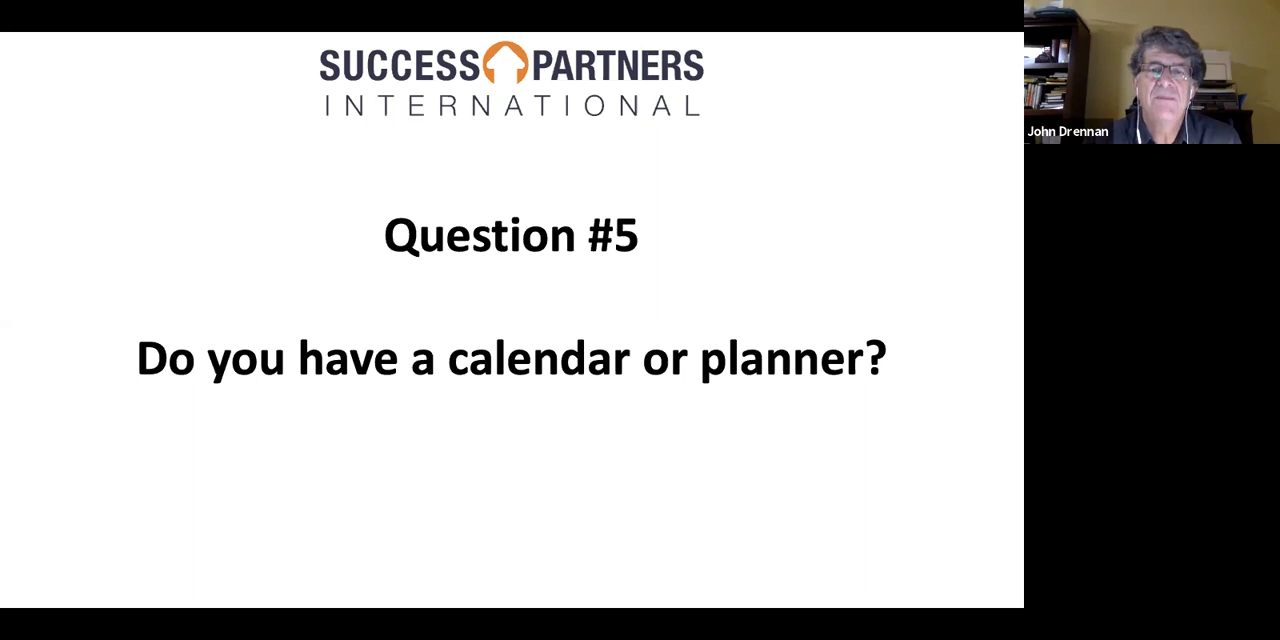 SUCCESS PARTNERS
INTERNATIONAL
Question #5
Do you have a calendar or planner?
John Drennan